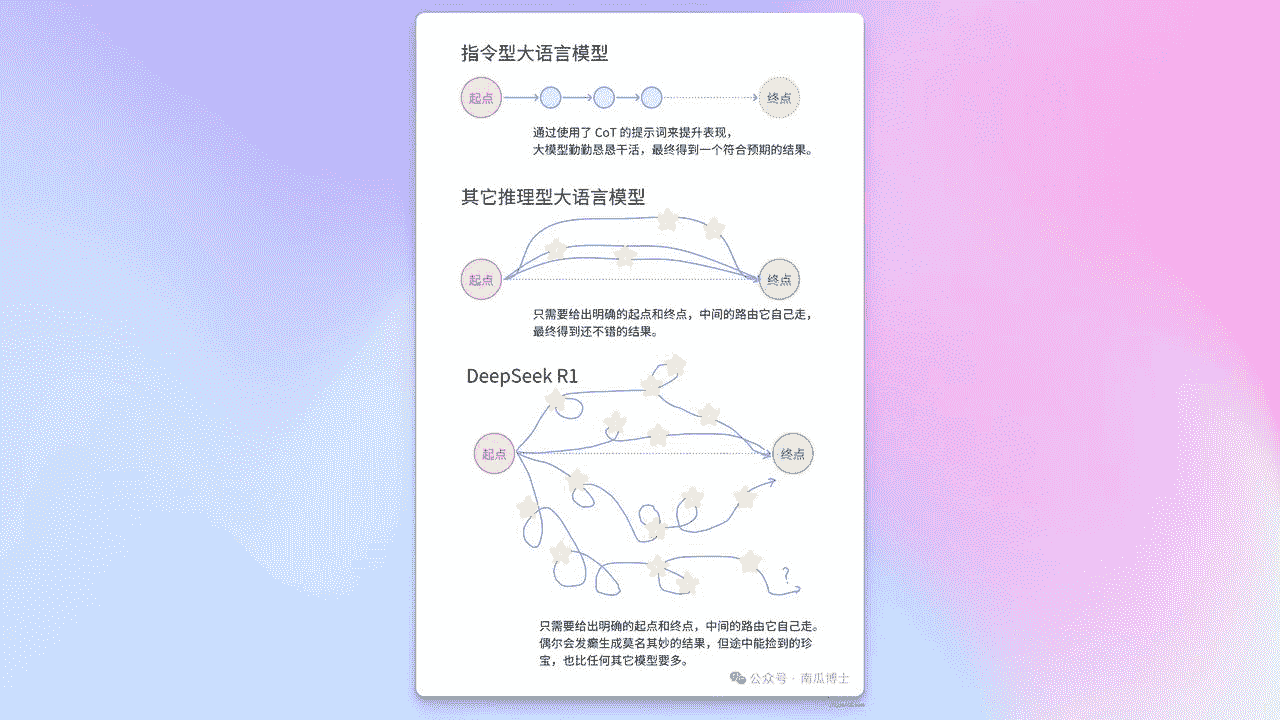 指令型大语言模型
起点
终点
通过使用了 CoT 的提示词来提升表现，
大模型勤勤恳恳干活，最终得到一个符合预期的结果。
其它推理型大语言模型
起点
终点
只需要给出明确的起点和终点，中间的路由它自己走，
最终得到还不错的结果。
DeepSeek R1
起点
终点
?
只需要给出明确的起点和终点，中间的路由它自己走。
偶尔会发癫生成莫名其妙的结果，但途中能捡到的珍
宝，也比任何其它模型要多。
公众号 · 南瓜博士